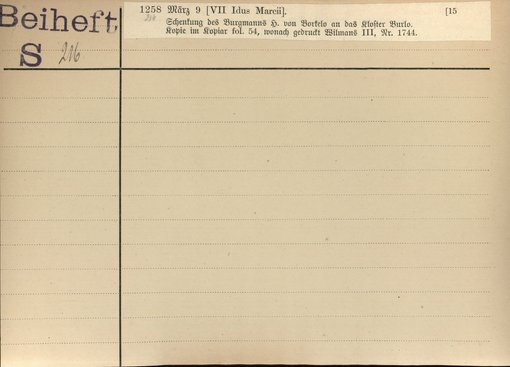 Beiheft,
S 216
1258 März 9 [VII Idus Marcii]. [15
Schenkung des Burgmanns H. von Borkelo an das Kloster Burlo.
Kopie im Kopiar fol. 54, wonach gedruckt Wilmans III, Nr. 1744.